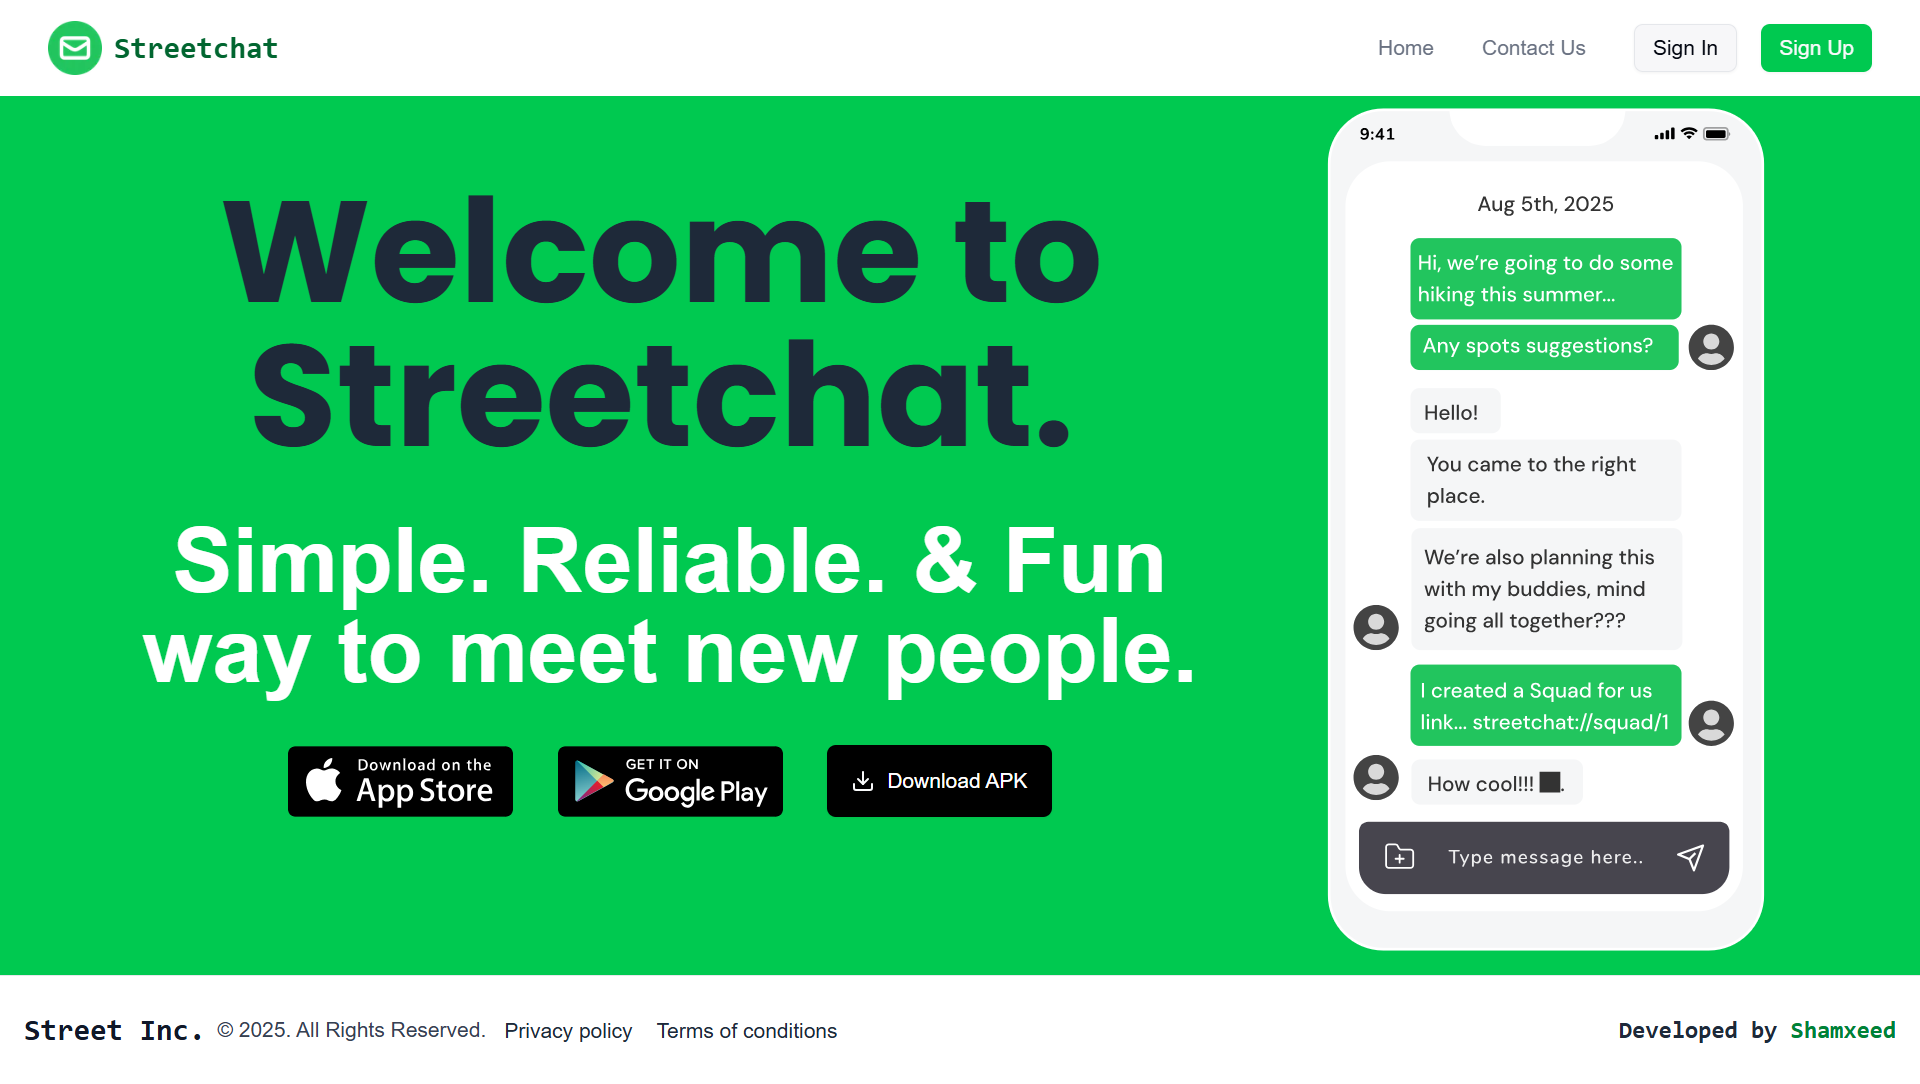 Streetchat
Home
Contact Us
Sign In
Sign Up
Welcome to
Streetchat.
Simple. Reliable. & Fun
way to meet new people.
Download on the
App Store
GET IT ON
Google Play
Download APK
9:41
Aug 5th, 2025
Hi, we’re going to do some
hiking this summer...
Any spots suggestions?
Hello!
You came to the right
place.
We’re also planning this
with my buddies, mind
going all together???
I created a Squad for us
link... streetchat://squad/1
How cool!!! .
Type message here..
Street Inc.
© 2025. All Rights Reserved.
Privacy policy
Terms of conditions
Developed by Shamxeed